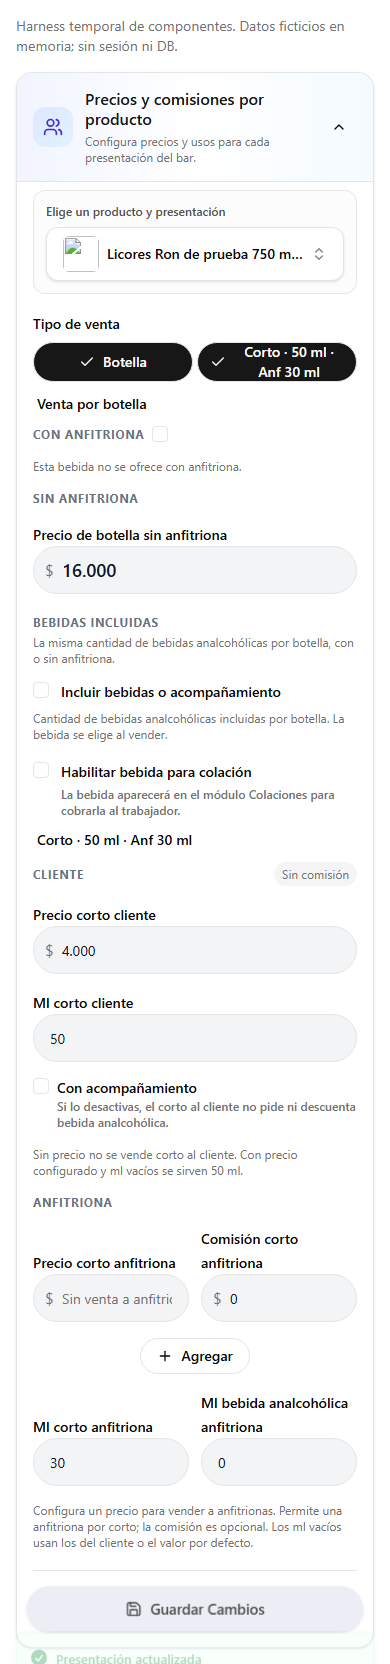 Harness temporal de componentes. Datos ficticios en
memoria; sin sesión ni DB.
Precios y comisiones por
producto
Configura precios y usos para cada
presentación del bar.
Elige un producto y presentación
Licores Ron de prueba 750 m...
Tipo de venta
Botella
Corto · 50 ml ·
Anf 30 ml
Venta por botella
CON ANFITRIONA
Esta bebida no se ofrece con anfitriona.
SIN ANFITRIONA
Precio de botella sin anfitriona
$ 16.000
BEBIDAS INCLUIDAS
La misma cantidad de bebidas analcohólicas por botella, con
o sin anfitriona.
Incluir bebidas o acompañamiento
Cantidad de bebidas analcohólicas incluidas por botella. La
bebida se elige al vender.
Habilitar bebida para colación
La bebida aparecerá en el módulo Colaciones para
cobrarla al trabajador.
Corto · 50 ml · Anf 30 ml
CLIENTE
Sin comisión
Precio corto cliente
$ 4.000
Ml corto cliente
50
Con acompañamiento
Si lo desactivas, el corto al cliente no pide ni descuenta
bebida analcohólica.
Sin precio no se vende corto al cliente. Con precio
configurado y ml vacíos se sirven 50 ml.
ANFITRIONA
Precio corto anfitriona
$ Sin venta a anfitric
Comisión corto
anfitriona
$ 0
Agregar
Ml corto anfitriona
30
Ml bebida analcohólica
anfitriona
0
Configura un precio para vender a anfitrionas. Permite una
anfitriona por corto; la comisión es opcional. Los ml vacíos
usan los del cliente o el valor por defecto.
Guardar Cambios
Presentación actualizada